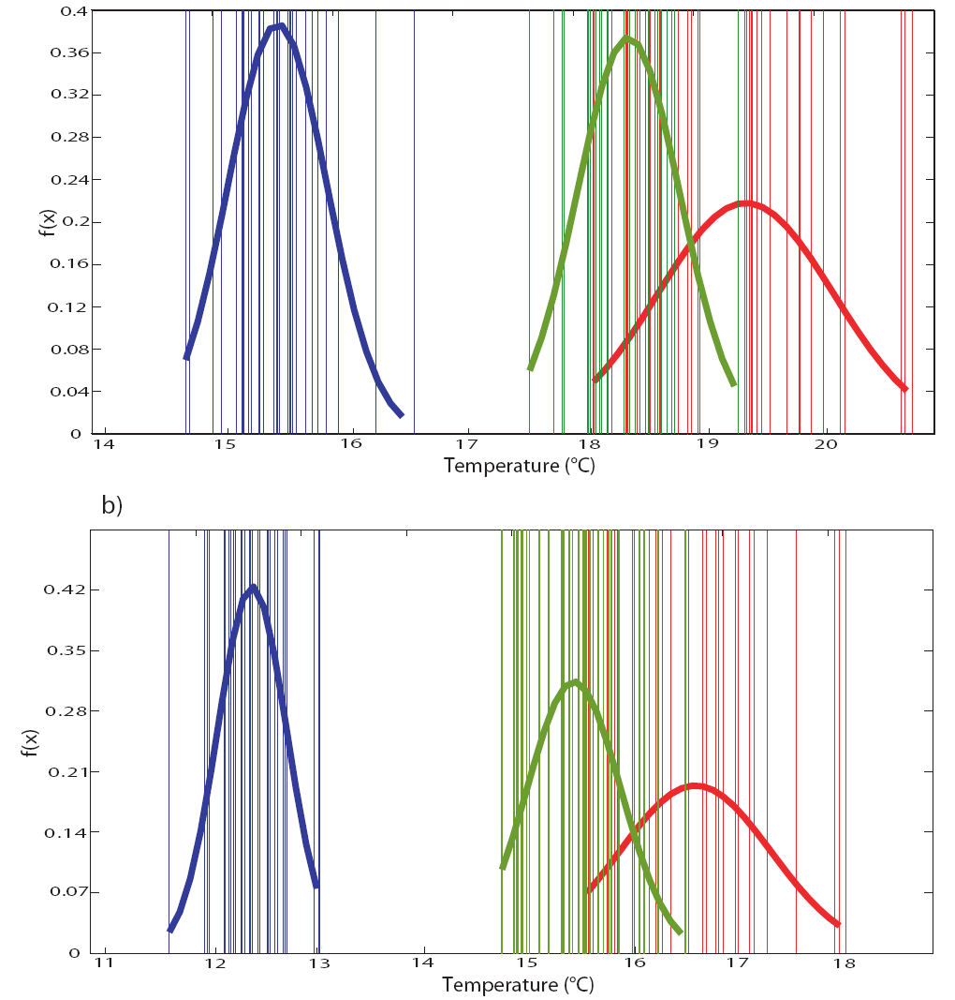 0.4
0.36
0.32
0.28
0.24
0.2
0.16
0.12
0.08
0.04
0
f(x)
14 15 16 17 18 19 20
Temperature (°C)
b)
0.42
0.35
0.28
0.21
0.14
0.07
0
f(x)
11 12 13 14 15 16 17 18
Temperature (°C)